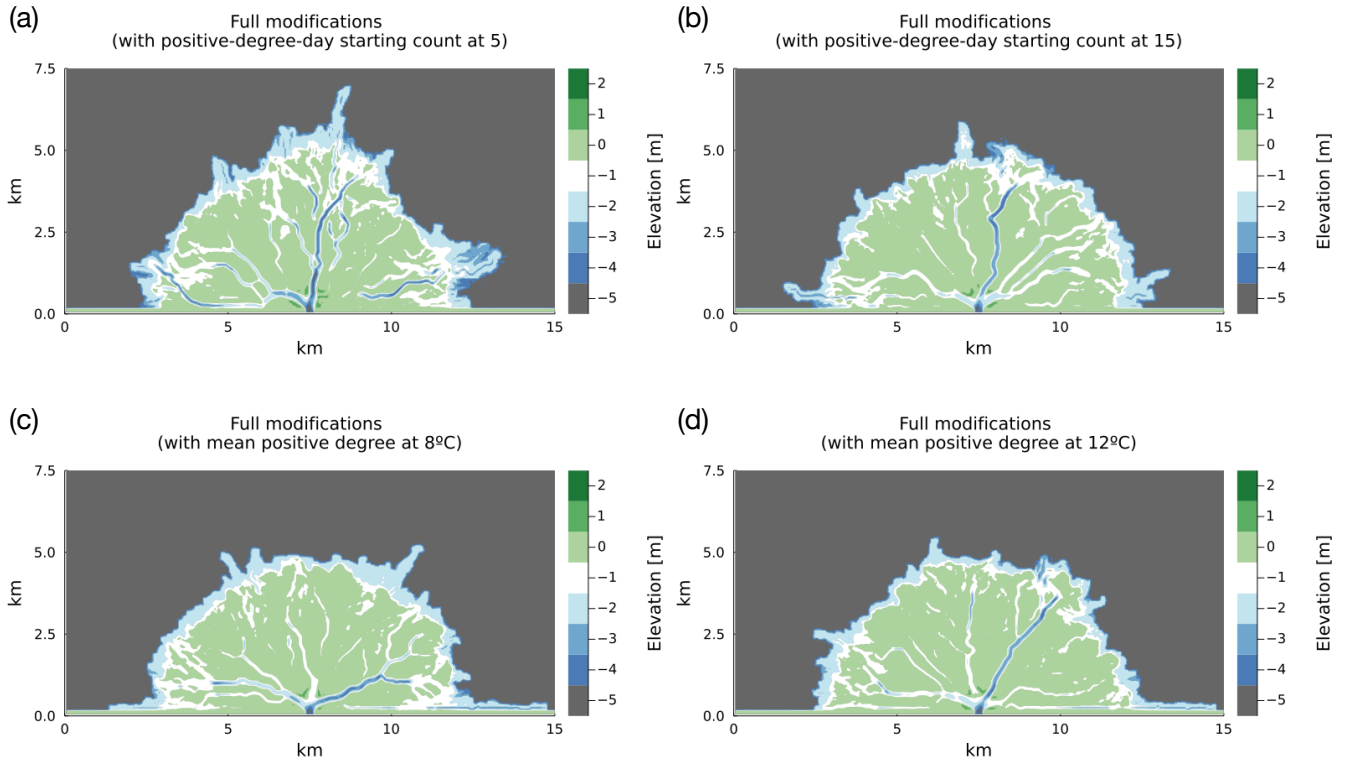 (a)
Full modifications
(with positive-degree-day starting count at 5)
7.5
5.0
2.5
0.0
km
0
5
10
15
km
2
1
0
−1
−2
−3
−4
−5
Elevation [m]
(b)
Full modifications
(with positive-degree-day starting count at 15)
7.5
5.0
2.5
0.0
km
0
5
10
15
km
2
1
0
−1
−2
−3
−4
−5
Elevation [m]
(c)
Full modifications
(with mean positive degree at 8ºC)
7.5
5.0
2.5
0.0
km
0
5
10
15
km
2
1
0
−1
−2
−3
−4
−5
Elevation [m]
(d)
Full modifications
(with mean positive degree at 12ºC)
7.5
5.0
2.5
0.0
km
0
5
10
15
km
2
1
0
−1
−2
−3
−4
−5
Elevation [m]